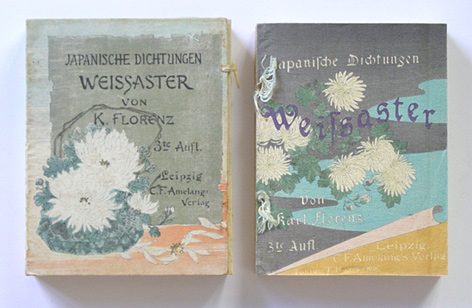 JAPANISCHE DICHTUNGEN
WEISSASTER
VON
K. FLORENZ
3te Aufl.
Leipzig
C.F. Amelangs
Verlag
Japanische Dichtungen
Weiſsaster
von
Karl Florenz
3te Aufl.
Leipzig.
C. F. Amelang's Verlag